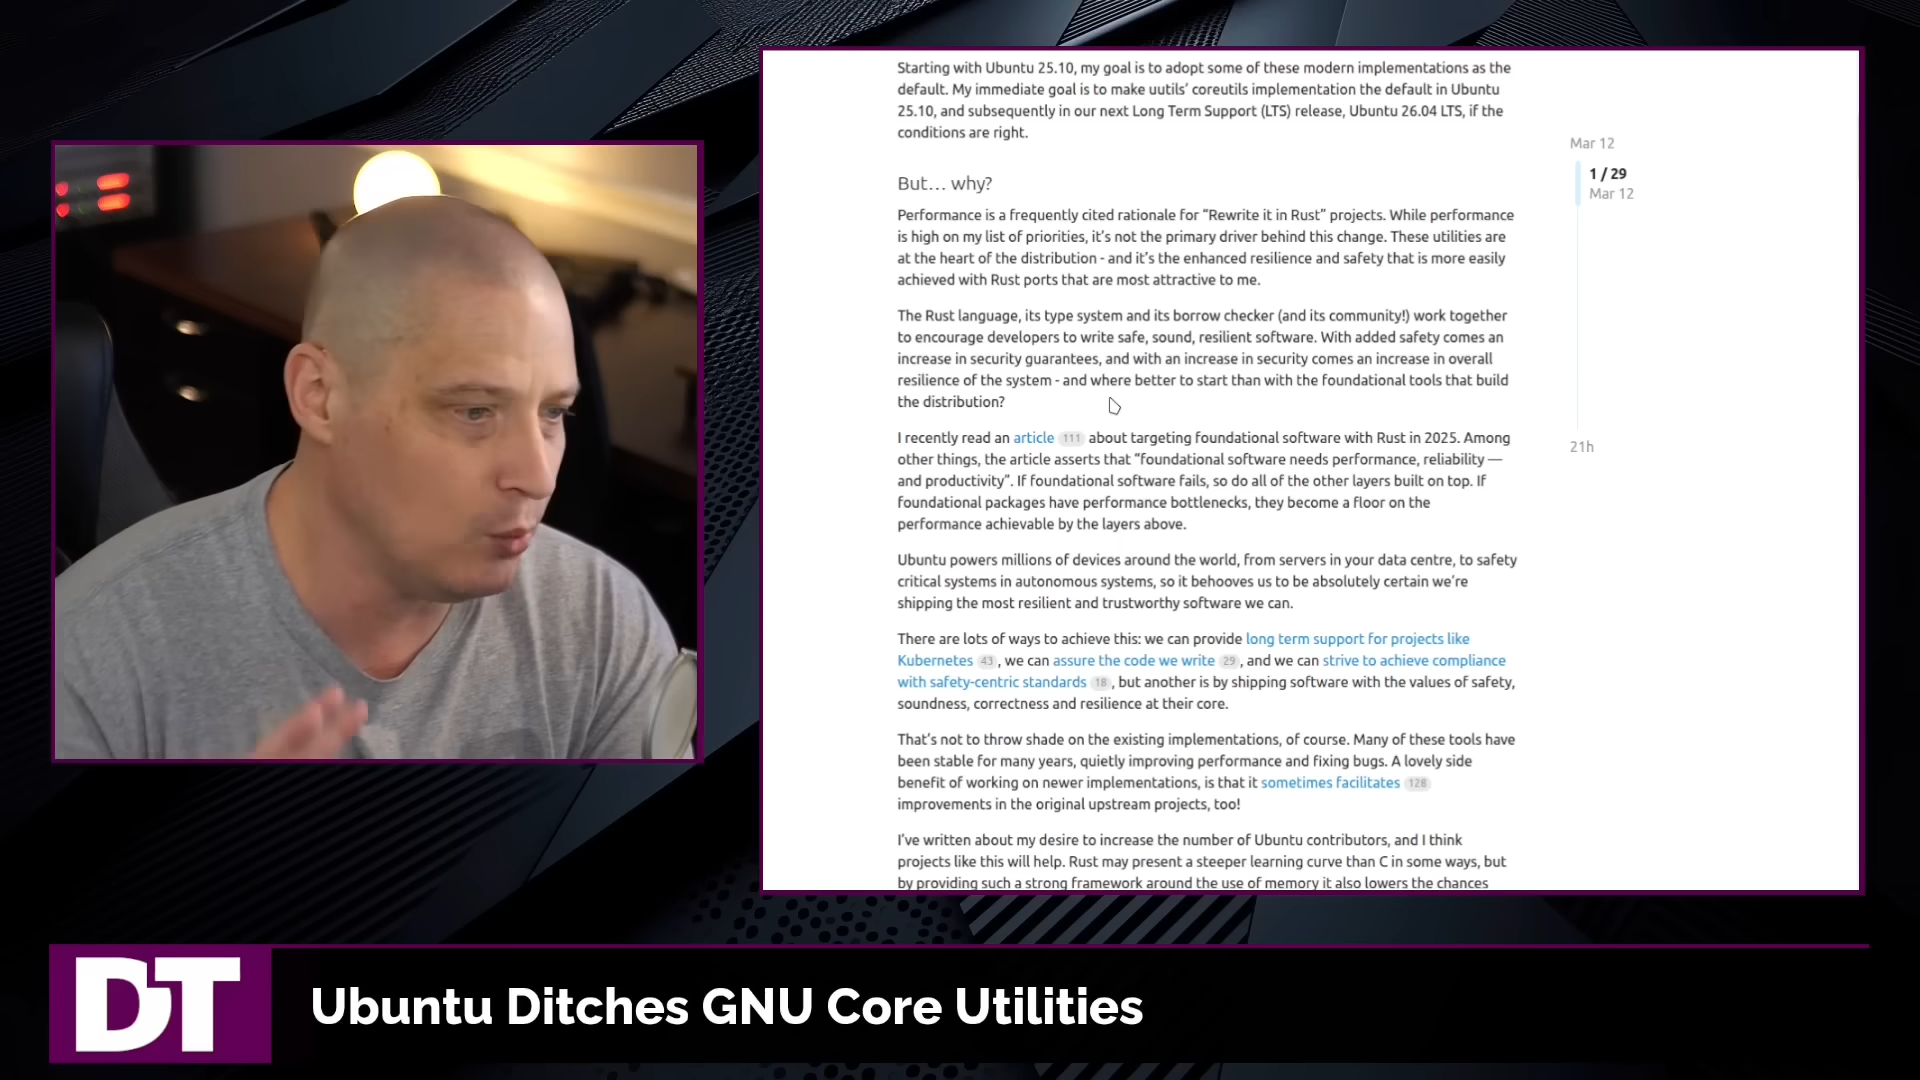 Starting with Ubuntu 25.10, my goal is to adopt some of these modern implementations as the
default. My immediate goal is to make uutils’ coreutils implementation the default in Ubuntu
25.10, and subsequently in our next Long Term Support (LTS) release, Ubuntu 26.04 LTS, if the
conditions are right.
But… why?
Performance is a frequently cited rationale for “Rewrite it in Rust” projects. While performance
is high on my list of priorities, it’s not the primary driver behind this change. These utilities are
at the heart of the distribution - and it’s the enhanced resilience and safety that is more easily
achieved with Rust ports that are most attractive to me.
The Rust language, its type system and its borrow checker (and its community!) work together
to encourage developers to write safe, sound, resilient software. With added safety comes an
increase in security guarantees, and with an increase in security comes an increase in overall
resilience of the system - and where better to start than with the foundational tools that build
the distribution?
I recently read an article 111 about targeting foundational software with Rust in 2025. Among
other things, the article asserts that “foundational software needs performance, reliability —
and productivity”. If foundational software fails, so do all of the other layers built on top. If
foundational packages have performance bottlenecks, they become a floor on the
performance achievable by the layers above.
Ubuntu powers millions of devices around the world, from servers in your data centre, to safety
critical systems in autonomous systems, so it behooves us to be absolutely certain we’re
shipping the most resilient and trustworthy software we can.
There are lots of ways to achieve this: we can provide long term support for projects like
Kubernetes 43 , we can assure the code we write 29 , and we can strive to achieve compliance
with safety-centric standards 18 , but another is by shipping software with the values of safety,
soundness, correctness and resilience at their core.
That’s not to throw shade on the existing implementations, of course. Many of these tools have
been stable for many years, quietly improving performance and fixing bugs. A lovely side
benefit of working on newer implementations, is that it sometimes facilitates 128
improvements in the original upstream projects, too!
I’ve written about my desire to increase the number of Ubuntu contributors, and I think
projects like this will help. Rust may present a steeper learning curve than C in some ways, but
by providing such a strong framework around the use of memory it also lowers the chances
Mar 12
1 / 29
Mar 12
21h
DT
Ubuntu Ditches GNU Core Utilities